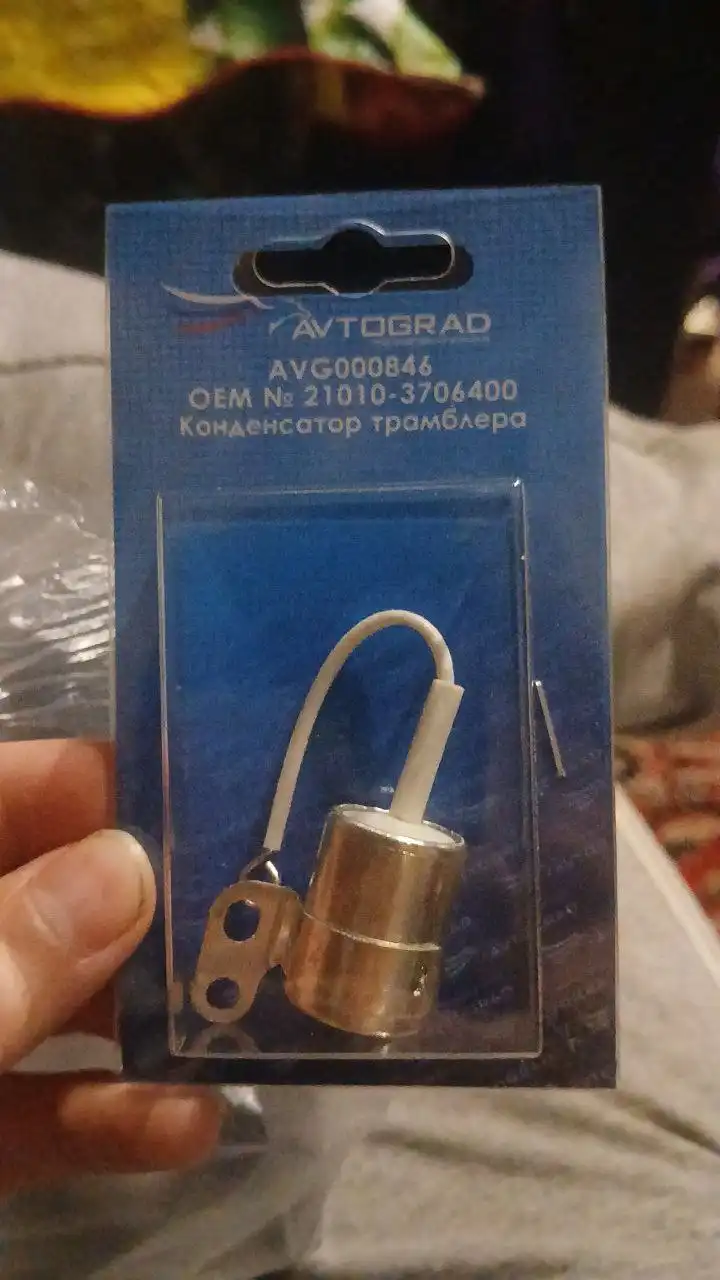 AVTOGRAD
AVG000846
OEM № 21010-3706400
Конденсатор трамблера